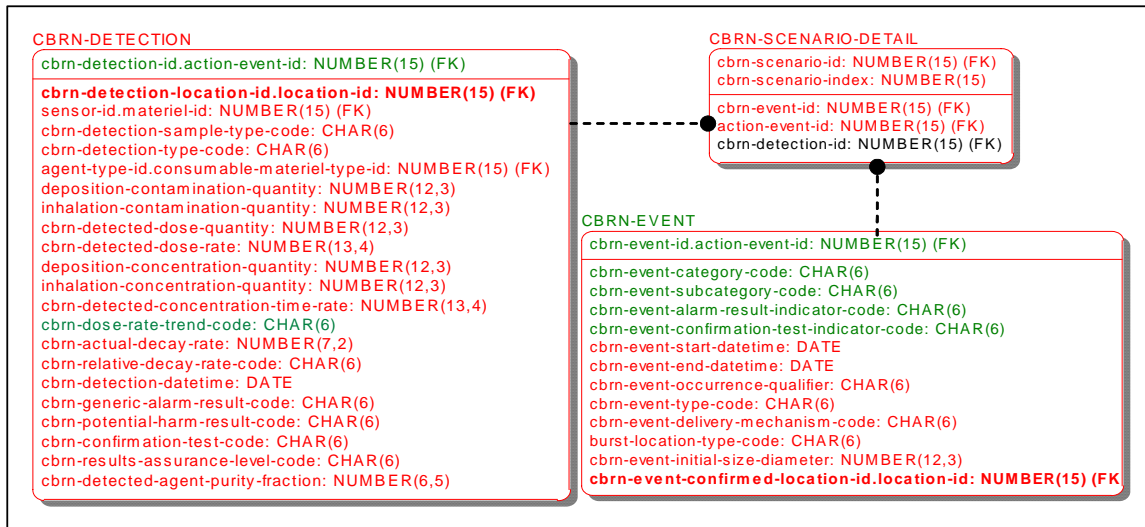 CBRN-DETECTION
cbrn-detection-id.action-event-id: NUMBER(15) (FK)
cbrn-detection-location-id.location-id: NUMBER(15) (FK)
sensor-id.materiel-id: NUMBER(15) (FK)
cbrn-detection-sample-type-code: CHAR(6)
cbrn-detection-type-code: CHAR(6)
agent-type-id.consumable-materiel-type-id: NUMBER(15) (FK)
deposition-contamination-quantity: NUMBER(12,3)
inhalation-contamination-quantity: NUMBER(12,3)
cbrn-detected-dose-quantity: NUMBER(12,3)
cbrn-detected-dose-rate: NUMBER(13,4)
deposition-concentration-quantity: NUMBER(12,3)
inhalation-concentration-quantity: NUMBER(12,3)
cbrn-detected-concentration-time-rate: NUMBER(13,4)
cbrn-dose-rate-trend-code: CHAR(6)
cbrn-actual-decay-rate: NUMBER(7,2)
cbrn-relative-decay-rate-code: CHAR(6)
cbrn-detection-datetime: DATE
cbrn-generic-alarm-result-code: CHAR(6)
cbrn-potential-harm-result-code: CHAR(6)
cbrn-confirmation-test-code: CHAR(6)
cbrn-results-assurance-level-code: CHAR(6)
cbrn-detected-agent-purity-fraction: NUMBER(6,5)
CBRN-SCENARIO-DETAIL
cbrn-scenario-id: NUMBER(15) (FK)
cbrn-scenario-index: NUMBER(15)
cbrn-event-id: NUMBER(15) (FK)
action-event-id: NUMBER(15) (FK)
cbrn-detection-id: NUMBER(15) (FK)
CBRN-EVENT
cbrn-event-id.action-event-id: NUMBER(15) (FK)
cbrn-event-category-code: CHAR(6)
cbrn-event-subcategory-code: CHAR(6)
cbrn-event-alarm-result-indicator-code: CHAR(6)
cbrn-event-confirmation-test-indicator-code: CHAR(6)
cbrn-event-start-datetime: DATE
cbrn-event-end-datetime: DATE
cbrn-event-occurrence-qualifier: CHAR(6)
cbrn-event-type-code: CHAR(6)
cbrn-event-delivery-mechanism-code: CHAR(6)
burst-location-type-code: CHAR(6)
cbrn-event-initial-size-diameter: NUMBER(12,3)
cbrn-event-confirmed-location-id.location-id: NUMBER(15) (FK